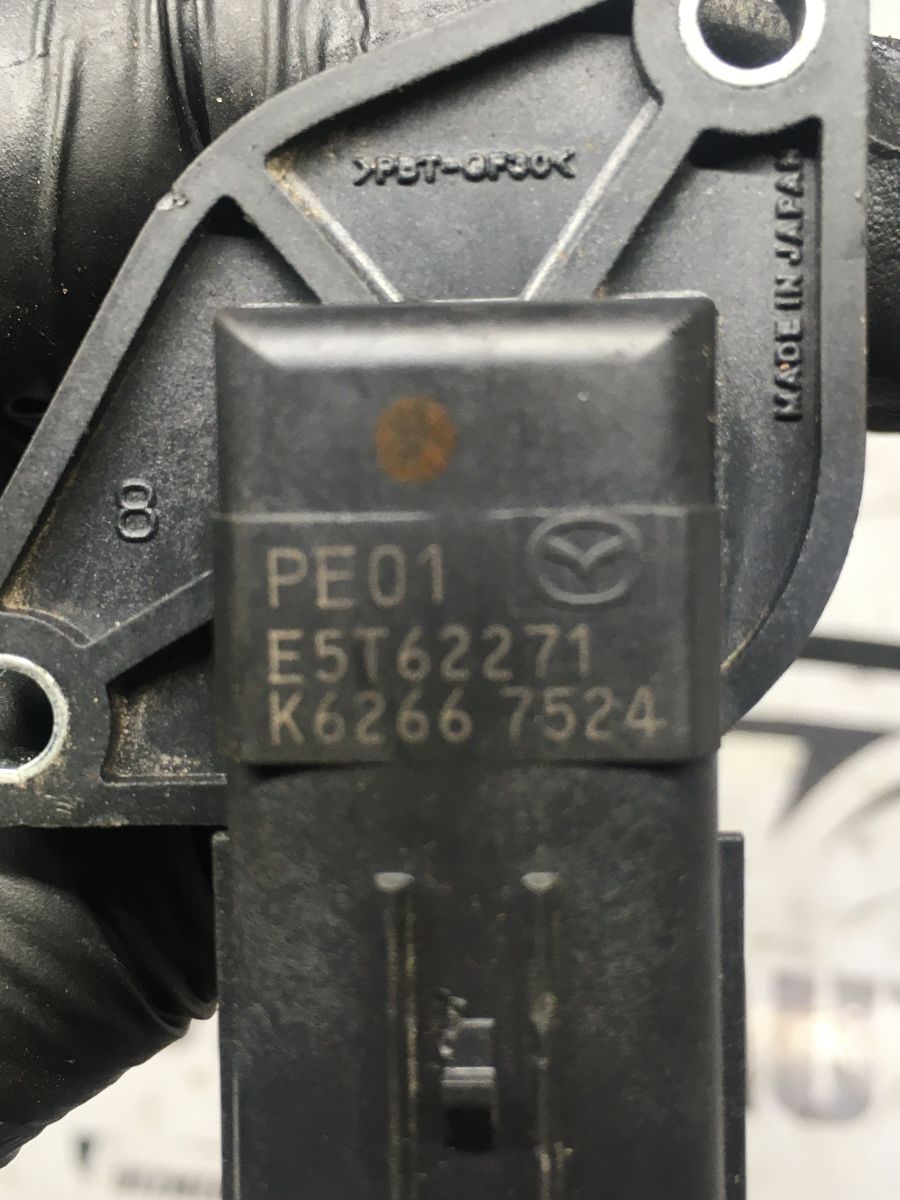 >PBT-GF30<
MADE IN JAPAN
8
PE01
E5T62271
K6266 7524